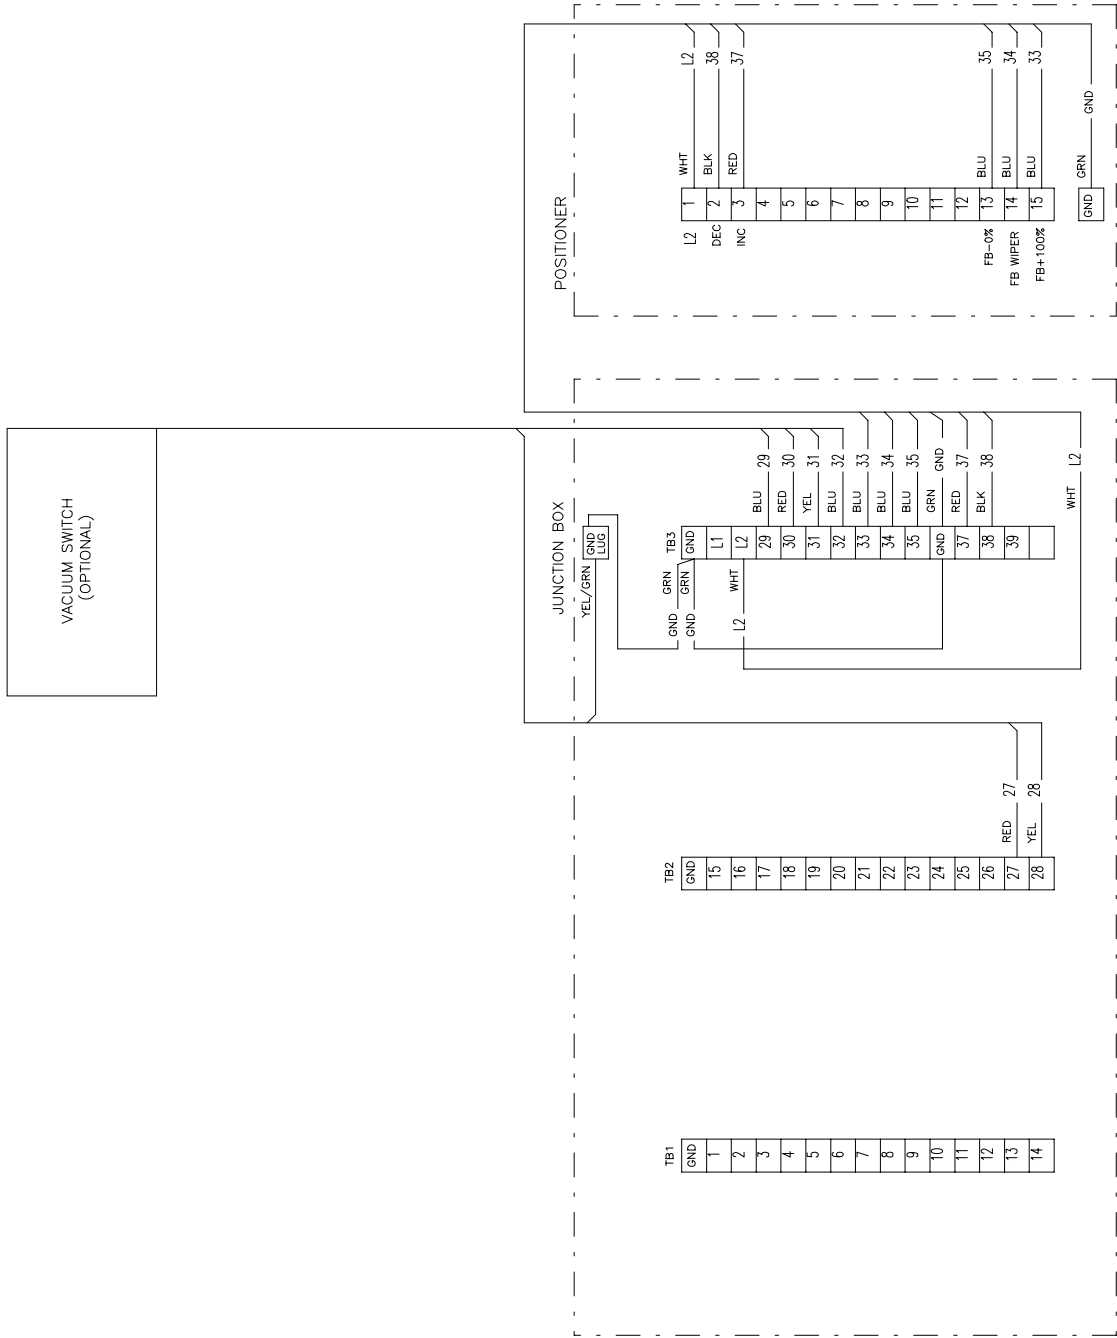 VACUUM SWITCH
(OPTIONAL)
POSITIONER
L2 1 WHT L2
DEC 2 BLK 38
INC 3 RED 37
4
5
6
7
8
9
10
11
12
FB-0% 13 BLU 35
FB WIPER 14 BLU 34
FB+100% 15 BLU 33
GND GRN GND
JUNCTION BOX
YEL/GRN
GND
LUG
TB3
GND GRN GND
GRN GND
L1
L2 WHT L2
29 BLU 29
30 RED 30
31 YEL 31
32 BLU 32
33 BLU 33
34 BLU 34
35 BLU 35
GND GRN GND
37 RED 37
38 BLK 38
39
WHT L2
TB2
GND
15
16
17
18
19
20
21
22
23
24
25
26
27 RED 27
28 YEL 28
TB1
GND
1
2
3
4
5
6
7
8
9
10
11
12
13
14